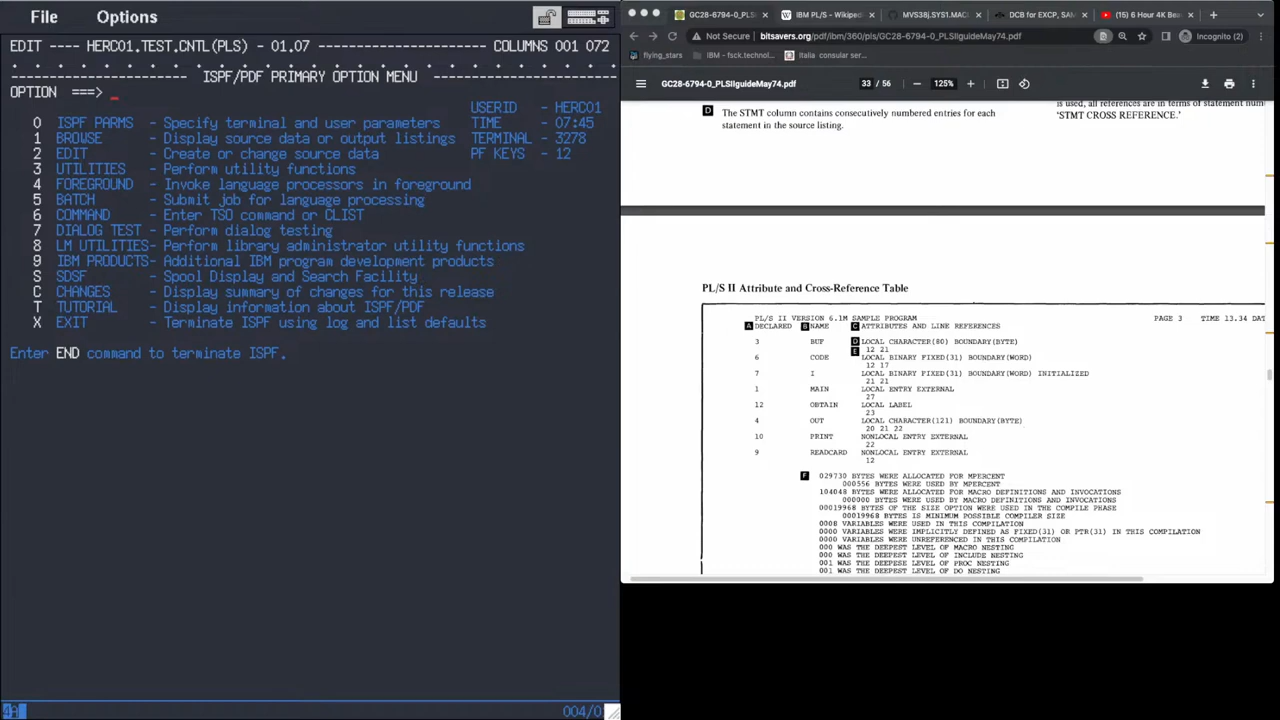 File Options
EDIT ---- HERC01.TEST.CNTL(PLS) - 01.07 ------------------------ COLUMNS 001 072
----------------------- ISPF/PDF PRIMARY OPTION MENU ------------------------
OPTION ===> _
USERID - HERC01
0 ISPF PARMS - Specify terminal and user parameters TIME - 07:45
1 BROWSE - Display source data or output listings TERMINAL - 3278
2 EDIT - Create or change source data PF KEYS - 12
3 UTILITIES - Perform utility functions
4 FOREGROUND - Invoke language processors in foreground
5 BATCH - Submit job for language processing
6 COMMAND - Enter TSO command or CLIST
7 DIALOG TEST - Perform dialog testing
8 LM UTILITIES- Perform library administrator utility functions
9 IBM PRODUCTS- Additional IBM program development products
S SDSF - Spool Display and Search Facility
C CHANGES - Display summary of changes for this release
T TUTORIAL - Display information about ISPF/PDF
X EXIT - Terminate ISPF using log and list defaults
Enter END command to terminate ISPF.
004/0
GC28-6794-0_PLSI IBM PL/S - Wikiped MVS38j.SYS1.MACL DCB for EXCP, SAM (15) 6 Hour 4K Be
Not Secure bitsavers.org/pdf/ibm/360/pls/GC28-6794-0_PLSIIguideMay74.pdf Incognito (2)
flying_stars IBM - fsck.technol Italia consular ser
GC28-6794-0_PLSIIguideMay74.pdf 33 / 56 125%
is used, all references are in terms of statement num
D The STMT column contains consecutively numbered entries for each 'STMT CROSS REFERENCE.'
statement in the source listing.
PL/S II Attribute and Cross-Reference Table
PL/S II VERSION 6.1M SAMPLE PROGRAM PAGE 3 TIME 13.34 DAT
A DECLARED B NAME C ATTRIBUTES AND LINE REFERENCES
3 BUF D LOCAL CHARACTER(80) BOUNDARY(BYTE)
E 12 21
6 CODE LOCAL BINARY FIXED(31) BOUNDARY(WORD)
12 17
7 I LOCAL BINARY FIXED(31) BOUNDARY(WORD) INITIALIZED
21 21
1 MAIN LOCAL ENTRY EXTERNAL
27
12 OBTAIN LOCAL LABEL
23
4 OUT LOCAL CHARACTER(121) BOUNDARY(BYTE)
20 21 22
10 PRINT NONLOCAL ENTRY EXTERNAL
22
9 READCARD NONLOCAL ENTRY EXTERNAL
12
F 029730 BYTES WERE ALLOCATED FOR MPERCENT
000556 BYTES WERE USED BY MPERCENT
104048 BYTES WERE ALLOCATED FOR MACRO DEFINITIONS AND INVOCATIONS
000000 BYTES WERE USED BY MACRO DEFINITIONS AND INVOCATIONS
00019968 BYTES OF THE SIZE OPTION WERE USED IN THE COMPILE PHASE
00019968 BYTES IS MINIMUM POSSIBLE COMPILER SIZE
0008 VARIABLES WERE USED IN THIS COMPILATION
0000 VARIABLES WERE IMPLICITLY DEFINED AS FIXED(31) OR PTR(31) IN THIS COMPILATION
0000 VARIABLES WERE UNREFERENCED IN THIS COMPILATION
000 WAS THE DEEPEST LEVEL OF MACRO NESTING
000 WAS THE DEEPEST LEVEL OF INCLUDE NESTING
001 WAS THE DEEPESE LEVEL OF PROC NESTING
001 WAS THE DEEPEST LEVEL OF DO NESTING